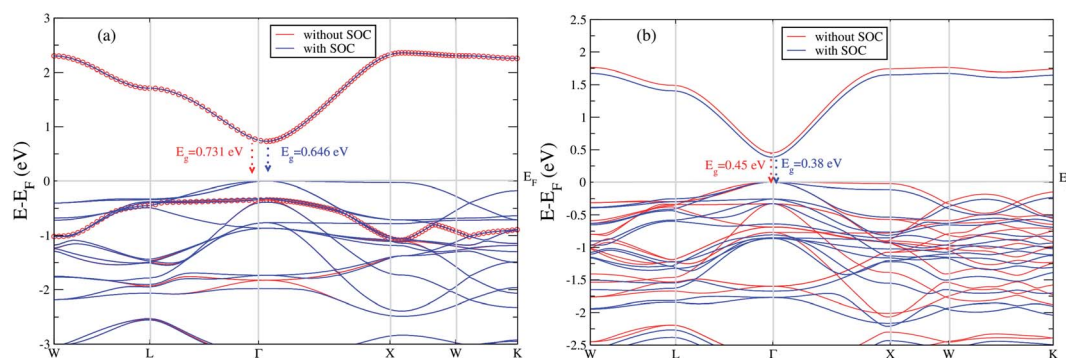 (a)
without SOC
with SOC
E-E_F (eV)
3
2
1
0
-1
-2
-3
E_g=0.731 eV
E_g=0.646 eV
E_F
W
L
Γ
X
W
K
(b)
without SOC
with SOC
E-E_F (eV)
2.5
2
1.5
1
0.5
0
-0.5
-1
-1.5
-2
-2.5
E_g=0.45 eV
E_g=0.38 eV
E
W
L
Γ
X
W
K